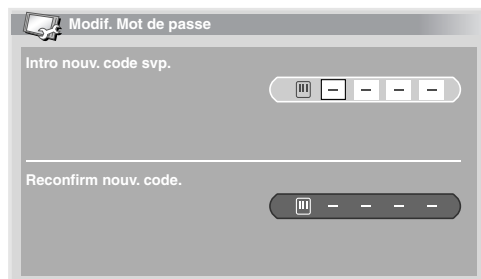 Modif. Mot de passe
Intro nouv. code svp.
– – – –
Reconfirm nouv. code.
– – – –